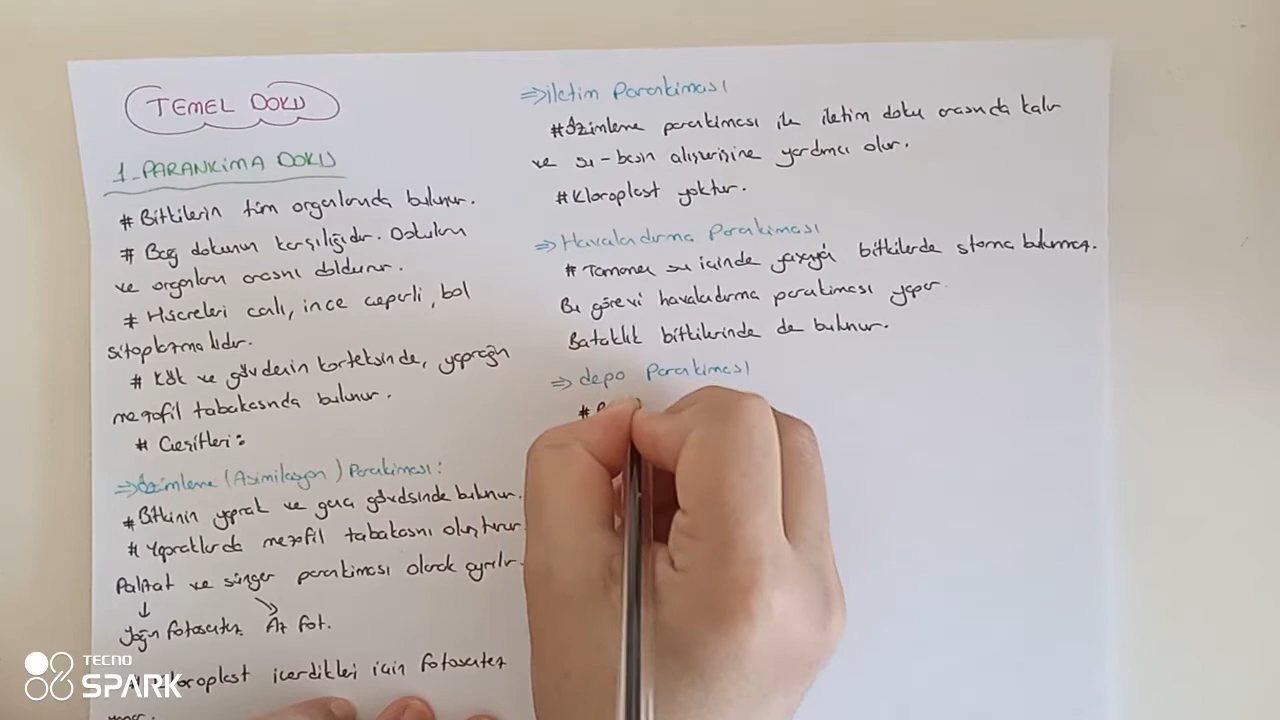 TEMEL DOKU
1-PARANKİMA DOKU
# Bitkilerin tüm organlarında bulunur.
# Bağ dokunun karşılığıdır. Dokuların
ve organların arasını doldurur.
# Hücreleri canlı, ince çeperli, bol
sitoplazmalıdır.
# Kök ve gövdenin korteksinde, yaprağın
mezofil tabakasında bulunur.
# Çeşitleri:
⇒Özümleme (Asimilasyon) Parankiması:
# Bitkinin yaprak ve genç gövdesinde bulunur.
# Yapraklarda mezofil tabakasını oluşturur.
Palizat ve sünger parankiması olarak ayrılır.
↓ ↘
Yoğun fotosentez Az fot.
Kloroplast içerdikleri için fotosentez
⇒İletim Parankiması
#Özümleme parankiması ile iletim doku arasında kalır
ve su-besin alışverişine yardımcı olur.
# Kloroplast yoktur.
⇒Havalandırma Parankiması
# Tamamen su içinde yaşayan bitkilerde stoma bulunmaz.
Bu görevi havalandırma parankiması yapar.
Bataklık bitkilerinde de bulunur.
⇒ depo Parankiması
#
TECNO
SPARK